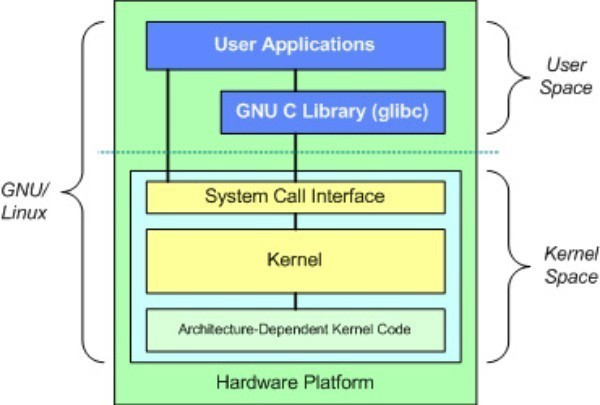 User Applications
GNU C Library (glibc)
User
Space
GNU/
Linux
System Call Interface
Kernel
Kernel
Space
Architecture-Dependent Kernel Code
Hardware Platform